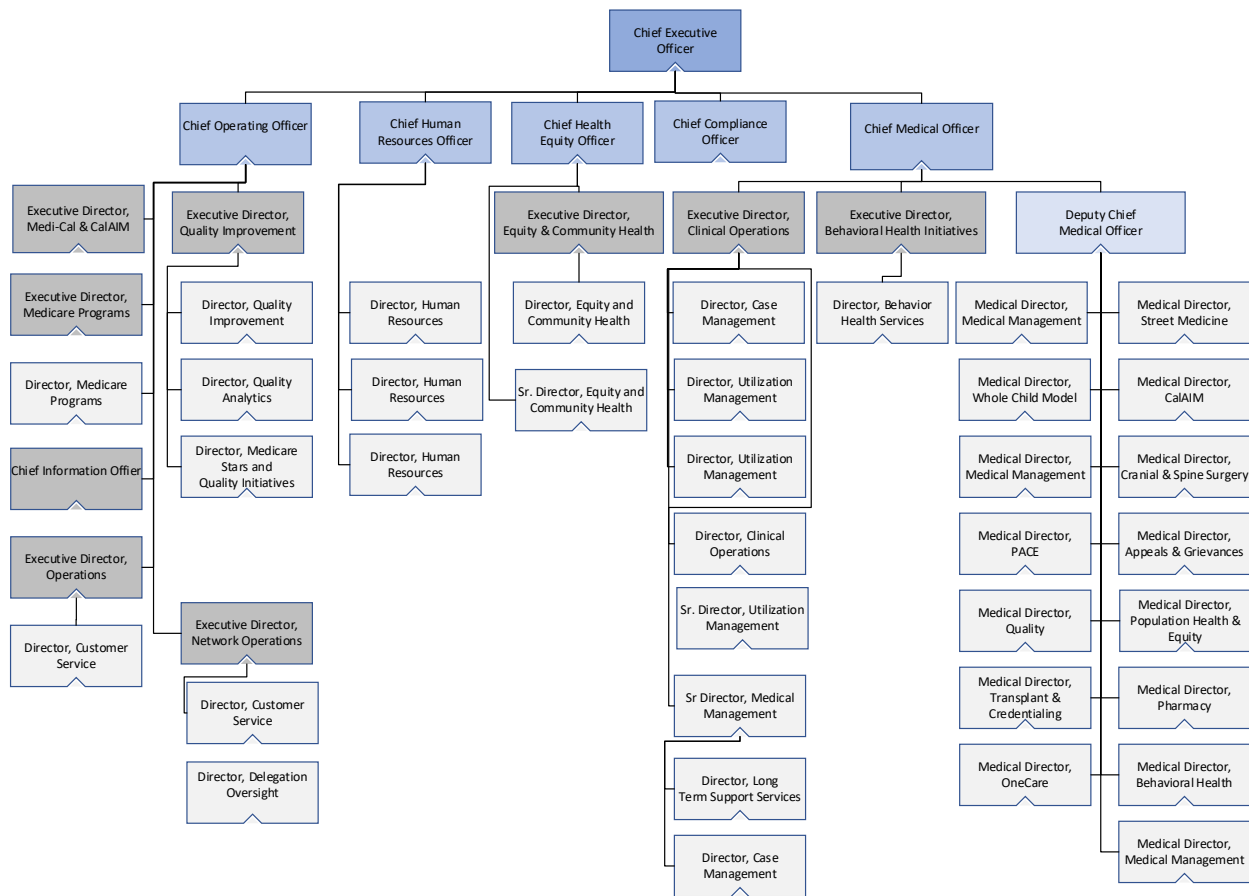 Chief Executive
Officer
Chief Operating Officer
Chief Human
Resources Officer
Chief Health
Equity Officer
Chief Compliance
Officer
Chief Medical Officer
Executive Director,
Medi-Cal & CalAIM
Executive Director,
Quality Improvement
Executive Director,
Equity & Community Health
Executive Director,
Clinical Operations
Executive Director,
Behavioral Health Initiatives
Deputy Chief
Medical Officer
Executive Director,
Medicare Programs
Director, Quality
Improvement
Director, Human
Resources
Director, Equity and
Community Health
Director, Case
Management
Director, Behavior
Health Services
Medical Director,
Medical Management
Medical Director,
Street Medicine
Director, Medicare
Programs
Director, Quality
Analytics
Director, Human
Resources
Sr. Director, Equity and
Community Health
Director, Utilization
Management
Medical Director,
Whole Child Model
Medical Director,
CalAIM
Chief Information Offier
Director, Medicare
Stars and
Quality Initiatives
Director, Human
Resources
Director, Utilization
Management
Medical Director,
Medical Management
Medical Director,
Cranial & Spine Surgery
Executive Director,
Operations
Director, Clinical
Operations
Medical Director,
PACE
Medical Director,
Appeals & Grievances
Director, Customer
Service
Executive Director,
Network Operations
Sr. Director, Utilization
Management
Medical Director,
Quality
Medical Director,
Population Health &
Equity
Director, Customer
Service
Sr Director, Medical
Management
Medical Director,
Transplant &
Credentialing
Medical Director,
Pharmacy
Director, Delegation
Oversight
Director, Long
Term Support Services
Medical Director,
OneCare
Medical Director,
Behavioral Health
Director, Case
Management
Medical Director,
Medical Management